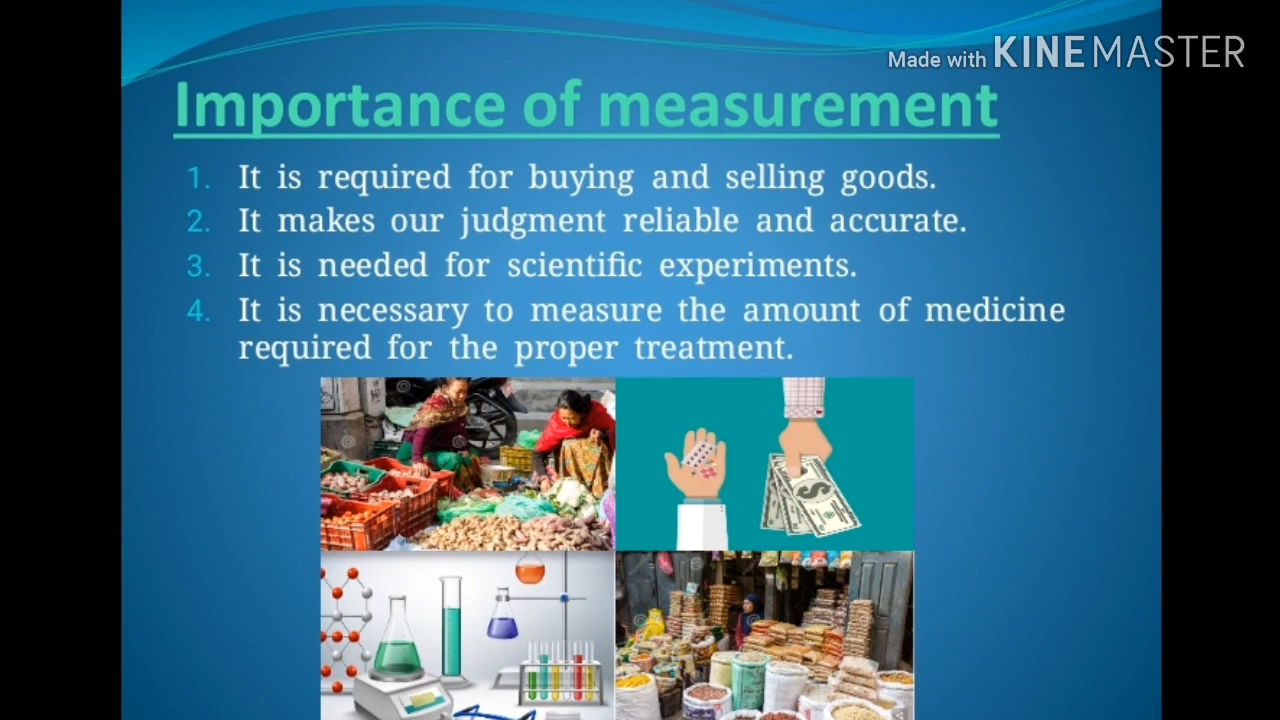 Made with KINEMASTER
Importance of measurement
1. It is required for buying and selling goods.
2. It makes our judgment reliable and accurate.
3. It is needed for scientific experiments.
4. It is necessary to measure the amount of medicine
required for the proper treatment.